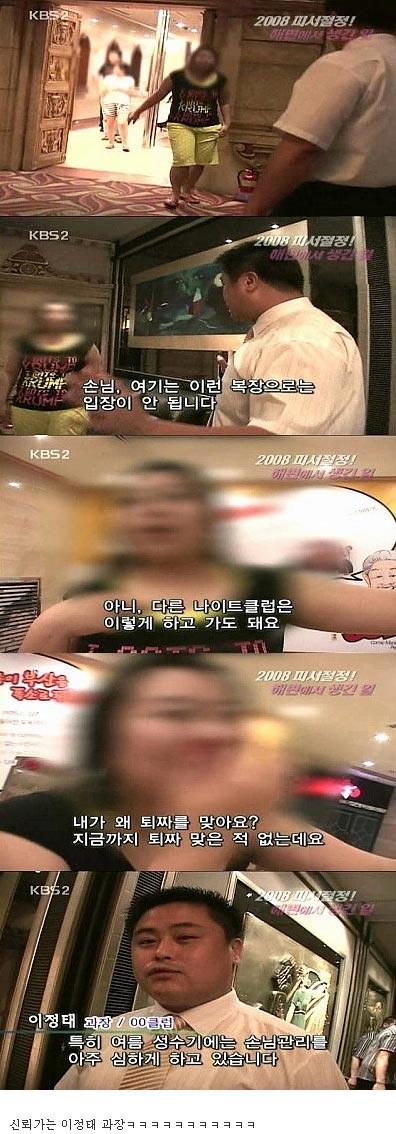 KBS2
2008 피서절정!
해변에서 생긴 일
KBS2
2008 피서절정!
해변에서 생긴 일
손님, 여기는 이런 복장으로는
입장이 안 됩니다
KBS2
2008 피서절정!
해변에서 생긴 일
아니, 다른 나이트클럽은
이렇게 하고 가도 돼요
2008 피서절정!
해변에서 생긴 일
내가 왜 퇴짜를 맞아요?
지금까지 퇴짜 맞은 적 없는데요
KBS2
2008 피서절정!
해변에서 생긴 일
이정태 과장 / 00클럽
특히 여름 성수기에는 손님관리를
아주 심하게 하고 있습니다
신뢰가는 이정태 과장ㅋㅋㅋㅋㅋㅋㅋㅋㅋㅋㅋ